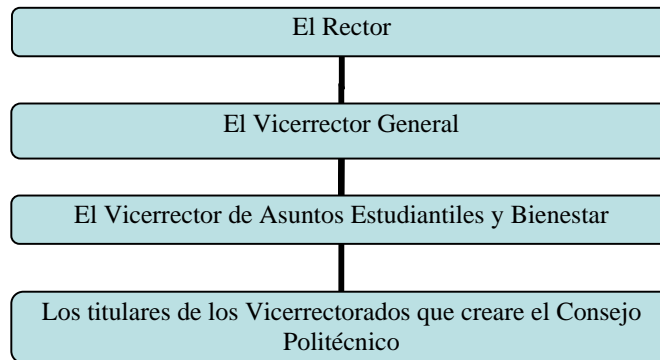 El Rector
El Vicerrector General
El Vicerrector de Asuntos Estudiantiles y Bienestar
Los titulares de los Vicerrectorados que creare el Consejo
Politécnico